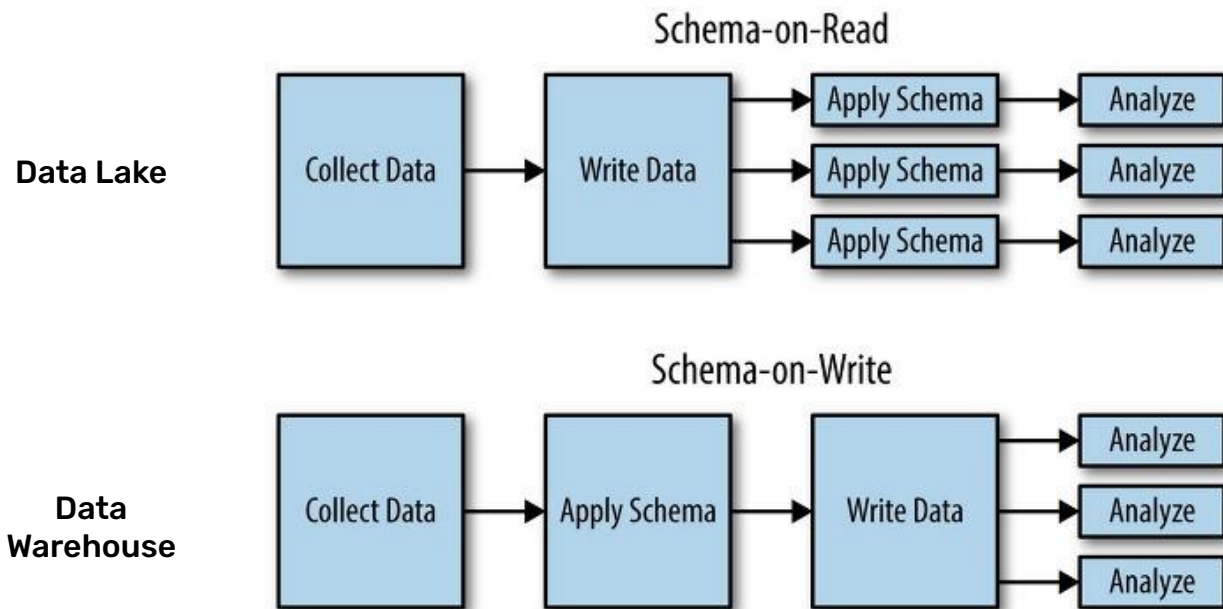 Schema-on-Read
Data Lake
Collect Data
Write Data
Apply Schema
Analyze
Apply Schema
Analyze
Apply Schema
Analyze
Schema-on-Write
Data
Warehouse
Collect Data
Apply Schema
Write Data
Analyze
Analyze
Analyze